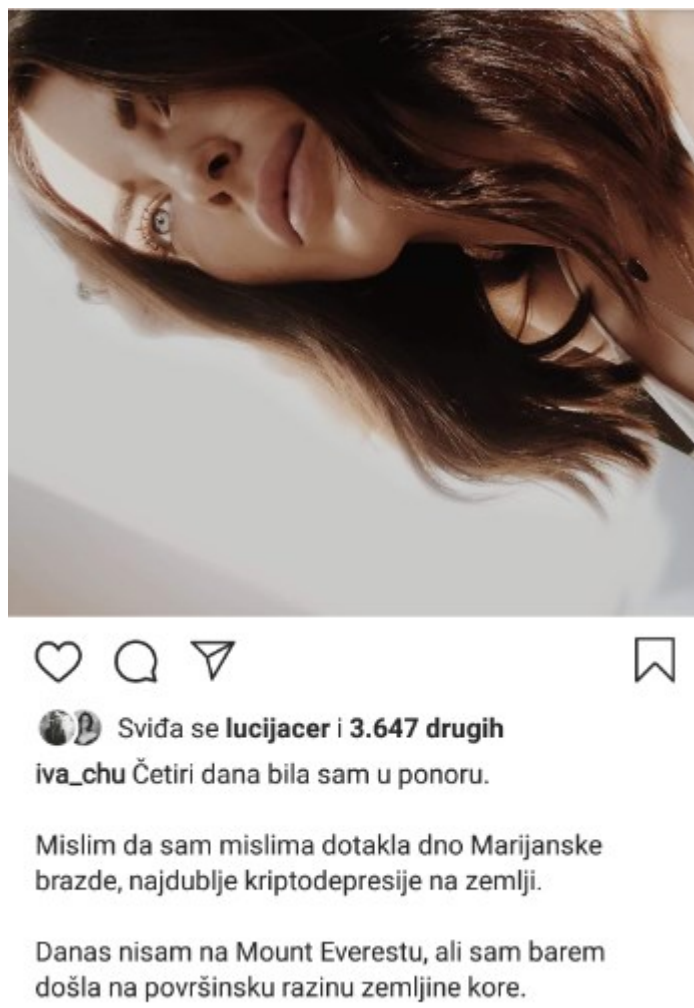 Sviđa se lucijacer i 3.647 drugih
iva_chu Četiri dana bila sam u ponoru.
Mislim da sam mislima dotakla dno Marijanske
brazde, najdublje kriptodepresije na zemlji.
Danas nisam na Mount Everestu, ali sam barem
došla na površinsku razinu zemljine kore.